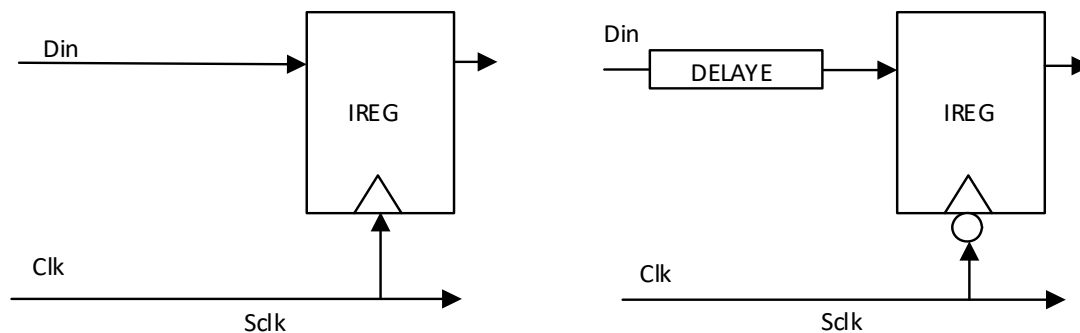 Din
IREG
Clk
Sclk
Din
DELAYE
IREG
Clk
Sclk